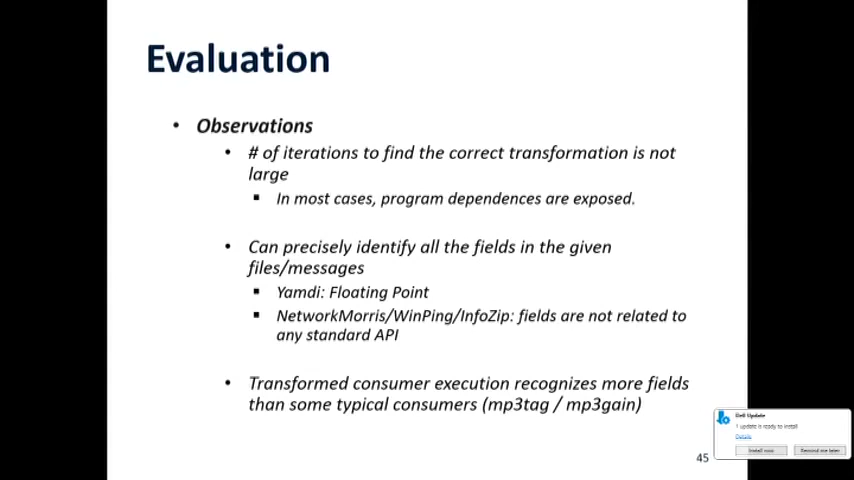 Evaluation
• Observations
• # of iterations to find the correct transformation is not
large
▪ In most cases, program dependences are exposed.
• Can precisely identify all the fields in the given
files/messages
▪ Yamdi: Floating Point
▪ NetworkMorris/WinPing/InfoZip: fields are not related to
any standard API
• Transformed consumer execution recognizes more fields
than some typical consumers (mp3tag / mp3gain)
Dell Update
1 update is ready to install
Details
Install now Remind me later
45